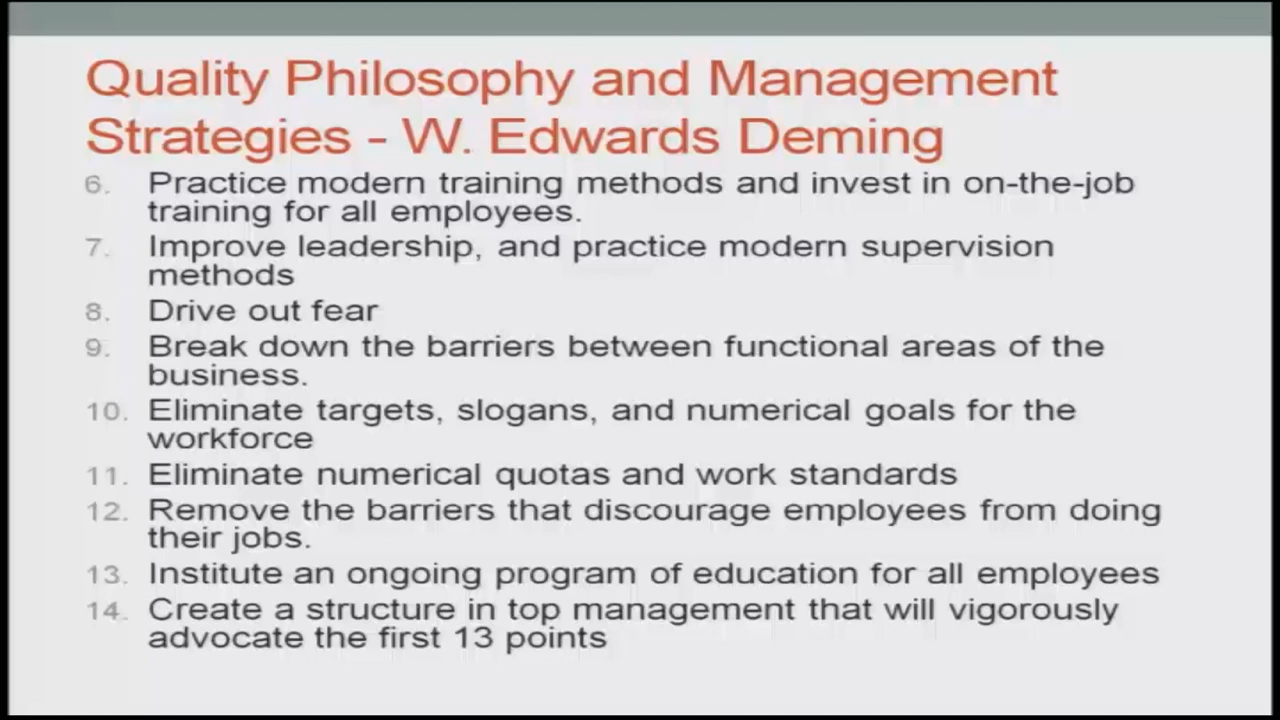 Quality Philosophy and Management
Strategies - W. Edwards Deming
6. Practice modern training methods and invest in on-the-job
training for all employees.
7. Improve leadership, and practice modern supervision
methods
8. Drive out fear
9. Break down the barriers between functional areas of the
business.
10. Eliminate targets, slogans, and numerical goals for the
workforce
11. Eliminate numerical quotas and work standards
12. Remove the barriers that discourage employees from doing
their jobs.
13. Institute an ongoing program of education for all employees
14. Create a structure in top management that will vigorously
advocate the first 13 points